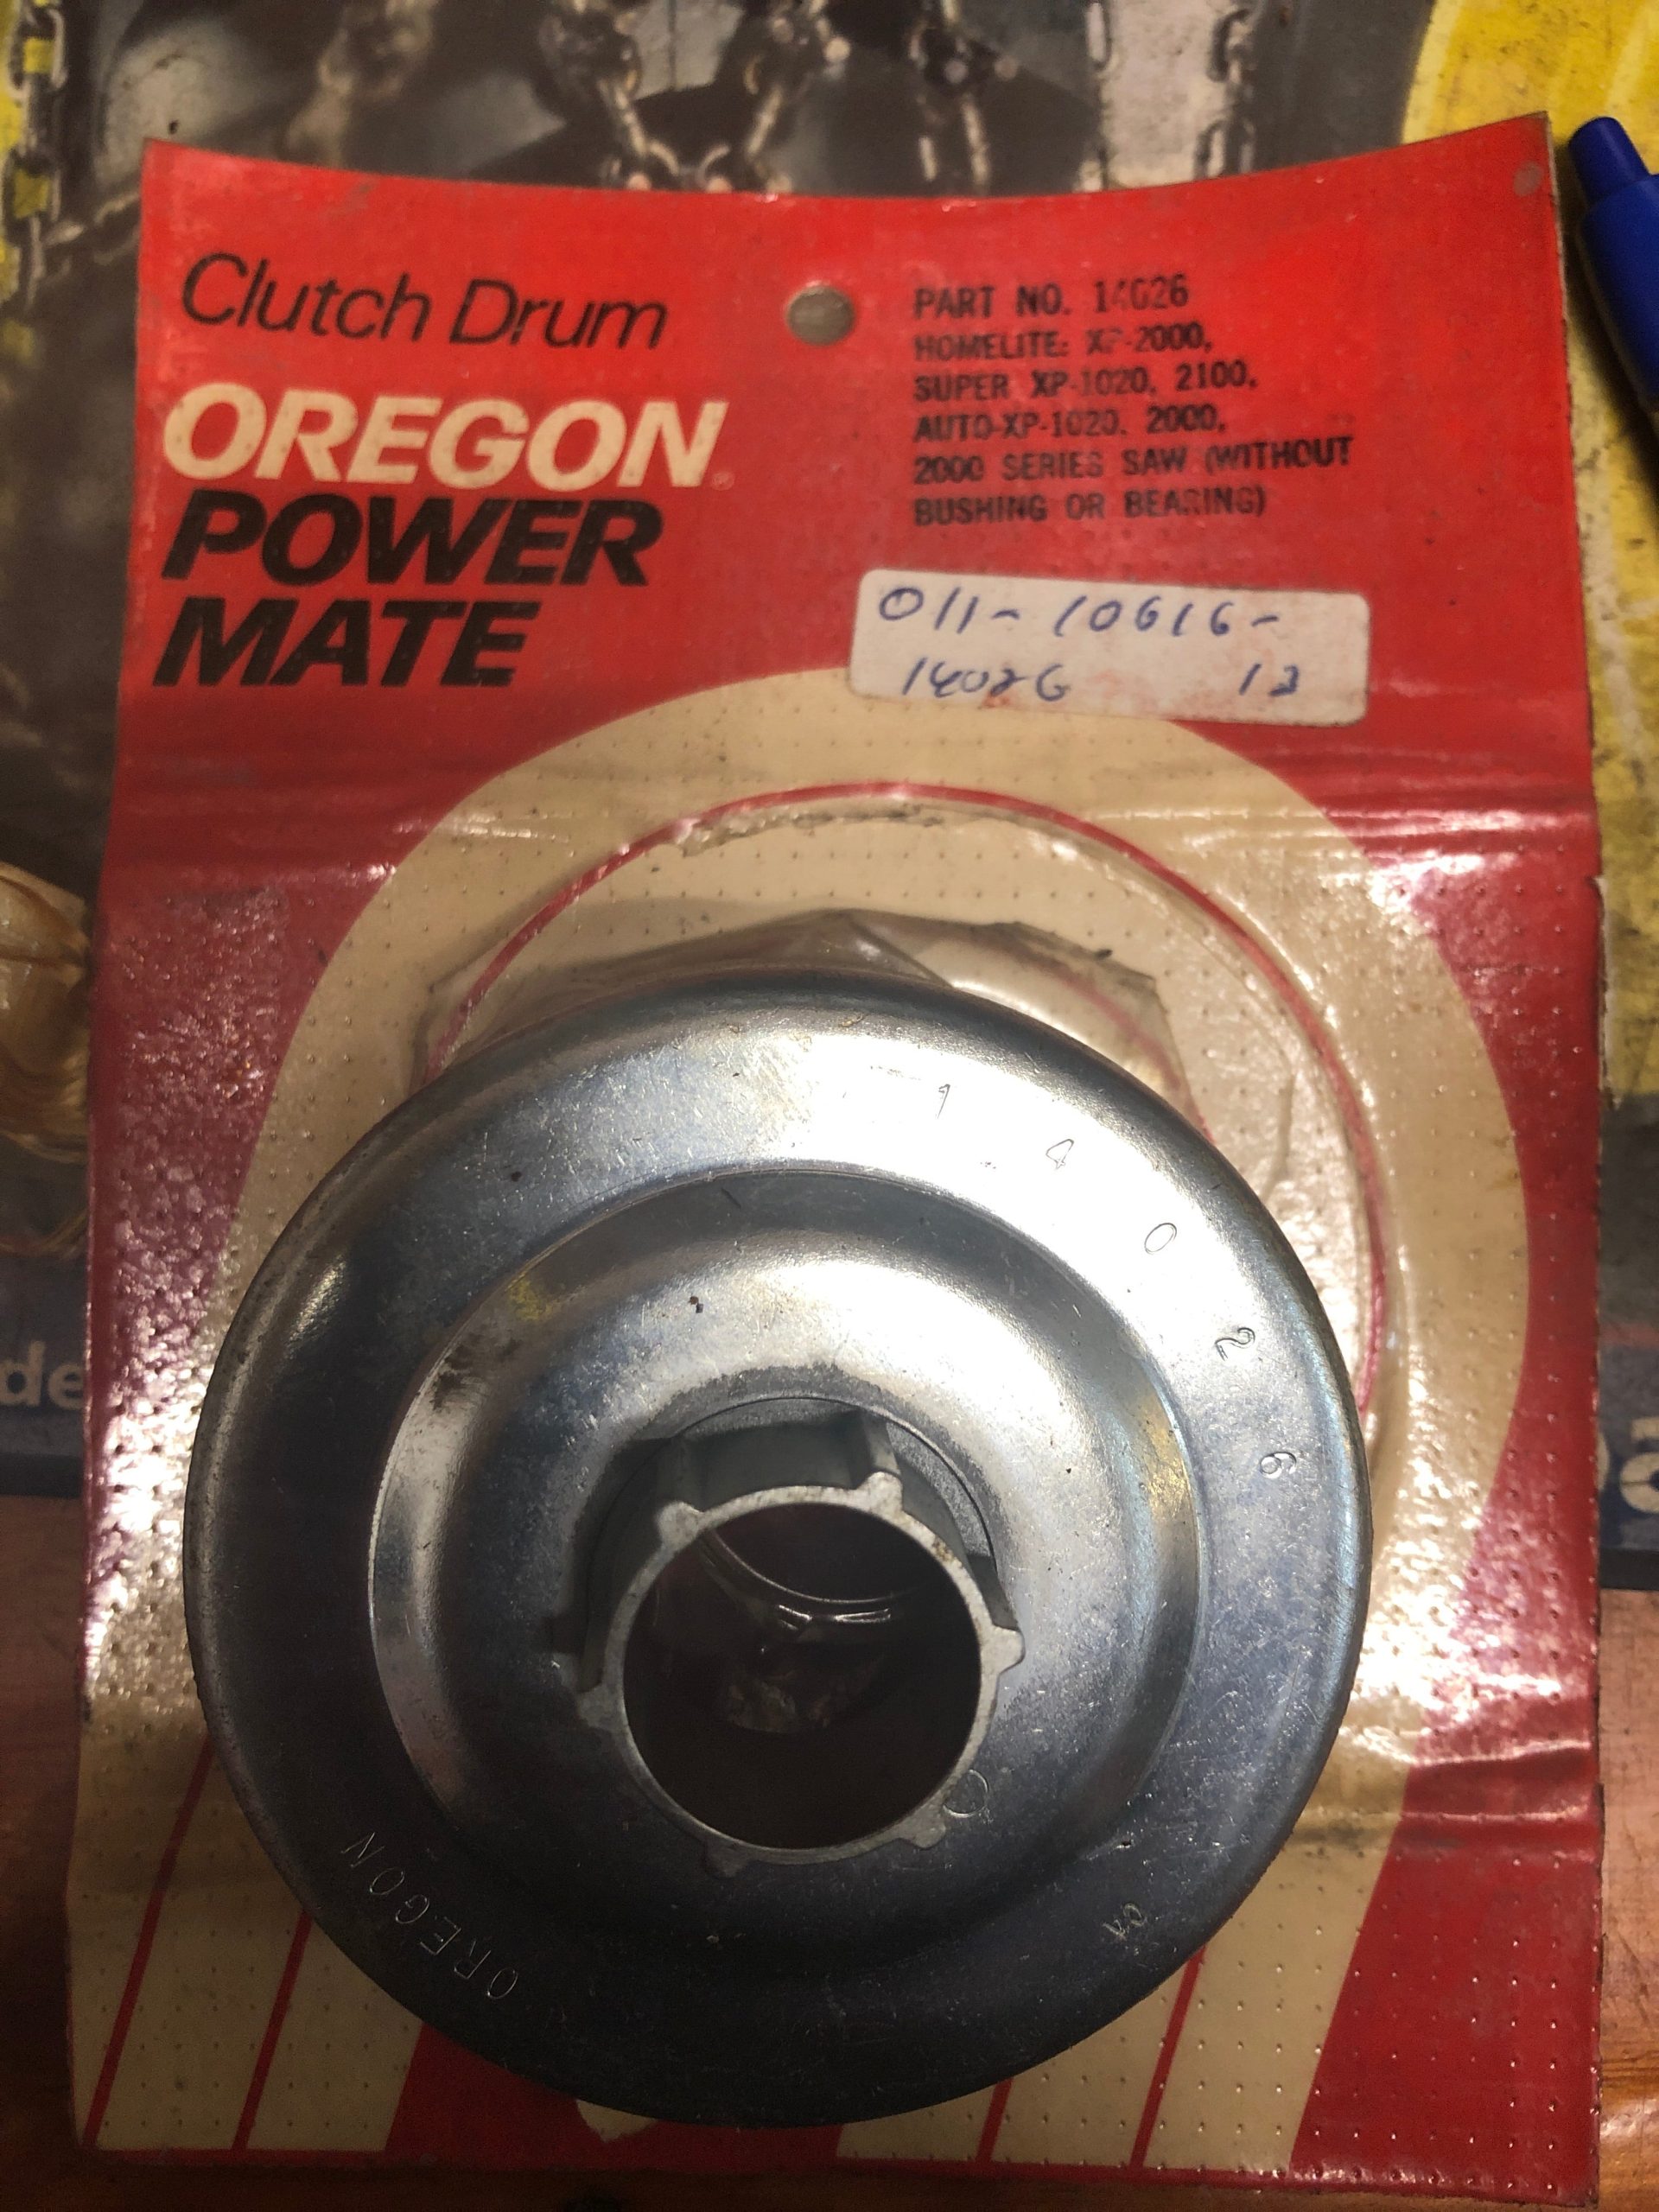 Clutch Drum
OREGON®
POWER
MATE
PART NO. 14026
HOMELITE: XP-2000,
SUPER XP-1020, 2100,
AUTO-XP-1020, 2000,
2000 SERIES SAW (WITHOUT
BUSHING OR BEARING)
011-10616-
14026 12
14026
OREGON
de